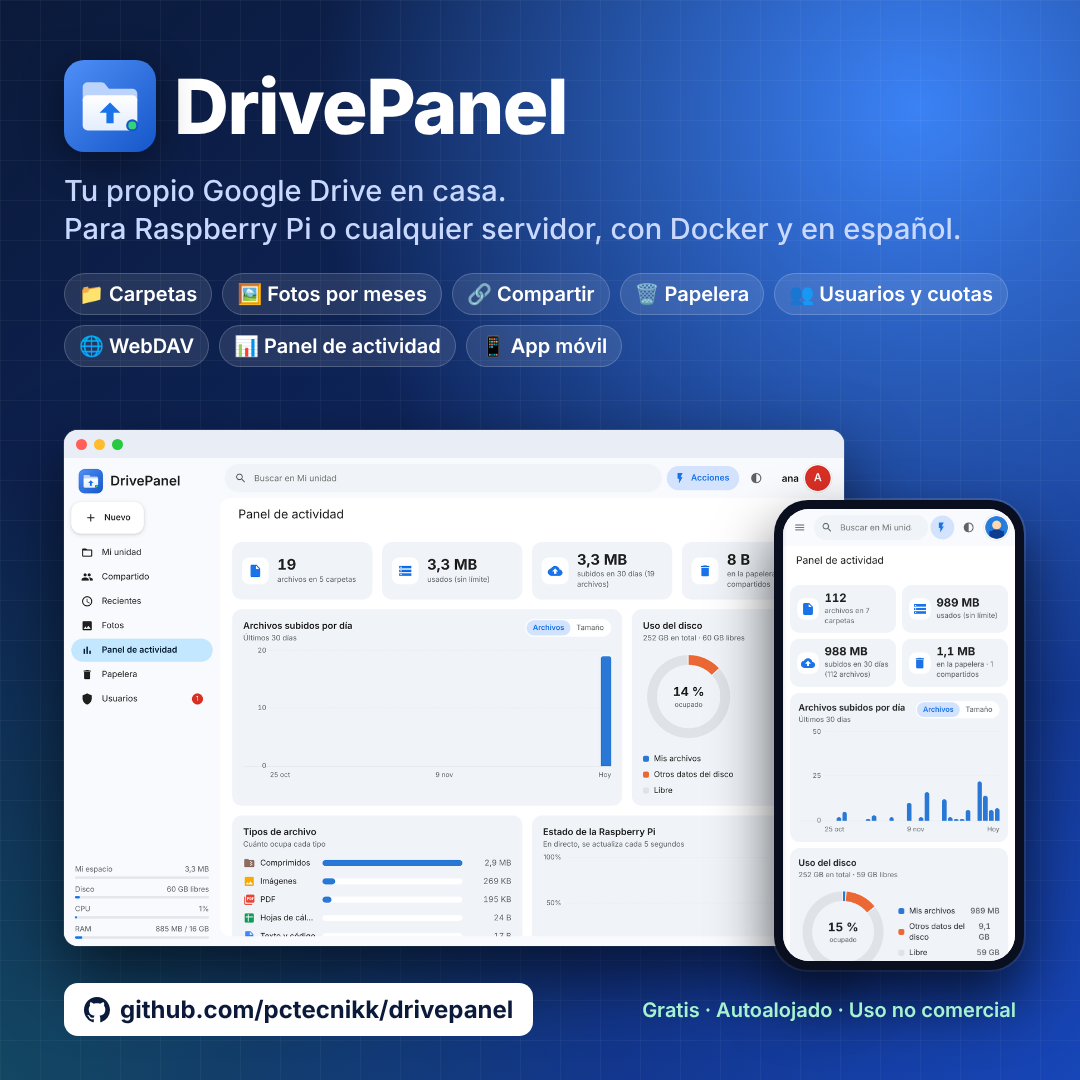 DrivePanel
Tu propio Google Drive en casa.
Para Raspberry Pi o cualquier servidor, con Docker y en español.
📁 Carpetas
🖼️ Fotos por meses
🔗 Compartir
🗑️ Papelera
👥 Usuarios y cuotas
🌐 WebDAV
📊 Panel de actividad
📱 App móvil
DrivePanel
Buscar en Mi unidad
Acciones
ana
A
Nuevo
Mi unidad
Compartido
Recientes
Fotos
Panel de actividad
Papelera
Usuarios
1
Mi espacio 3,3 MB
Disco 60 GB libres
CPU 1%
RAM 885 MB / 16 GB
Panel de actividad
19
archivos en 5 carpetas
3,3 MB
usados (sin límite)
3,3 MB
subidos en 30 días (19
archivos)
8 B
en la papelera
compartidos
Archivos subidos por día
Últimos 30 días
Archivos Tamaño
20
10
0
25 oct 9 nov Hoy
Uso del disco
252 GB en total · 60 GB libres
14 %
ocupado
Mis archivos
Otros datos del disco
Libre
Tipos de archivo
Cuánto ocupa cada tipo
Comprimidos 2,9 MB
Imágenes 269 KB
PDF 195 KB
Hojas de cál... 24 B
Texto y código 17 B
Estado de la Raspberry Pi
En directo, se actualiza cada 5 segundos
100%
50%
Buscar en Mi unid
Panel de actividad
112
archivos en 7
carpetas
989 MB
usados (sin límite)
988 MB
subidos en 30 días
(112 archivos)
1,1 MB
en la papelera · 1
compartidos
Archivos subidos por día
Últimos 30 días
Archivos Tamaño
50
25
0
25 oct 9 nov Hoy
Uso del disco
252 GB en total · 59 GB libres
15 %
ocupado
Mis archivos 989 MB
Otros datos del disco 9,1 GB
Libre 59 GB
github.com/pctecnikk/drivepanel
Gratis · Autoalojado · Uso no comercial